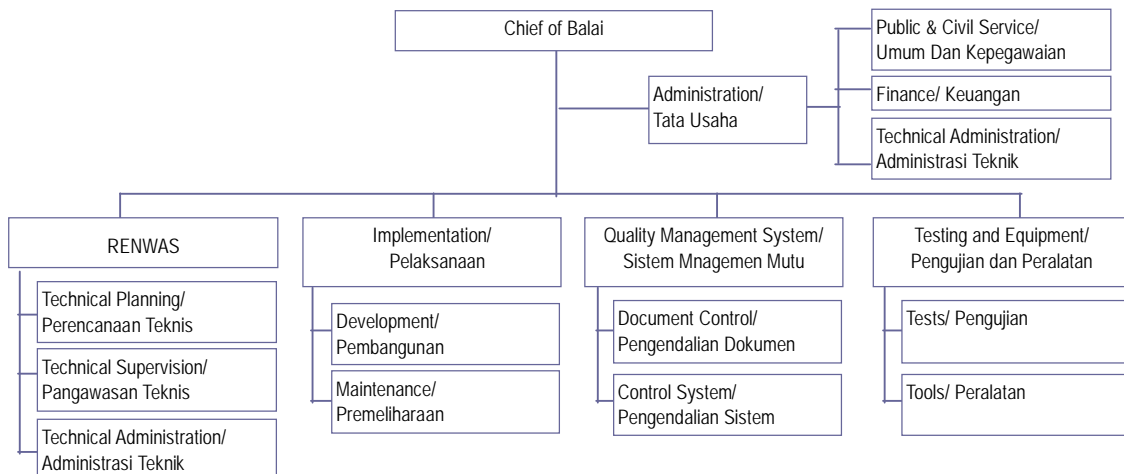 Chief of Balai
Public & Civil Service/
Umum Dan Kepegawaian
Administration/
Tata Usaha
Finance/ Keuangan
Technical Administration/
Administrasi Teknik
RENWAS
Technical Planning/
Perencanaan Teknis
Technical Supervision/
Pangawasan Teknis
Technical Administration/
Administrasi Teknik
Implementation/
Pelaksanaan
Development/
Pembangunan
Maintenance/
Premeliharaan
Quality Management System/
Sistem Mnagemen Mutu
Document Control/
Pengendalian Dokumen
Control System/
Pengendalian Sistem
Testing and Equipment/
Pengujian dan Peralatan
Tests/ Pengujian
Tools/ Peralatan